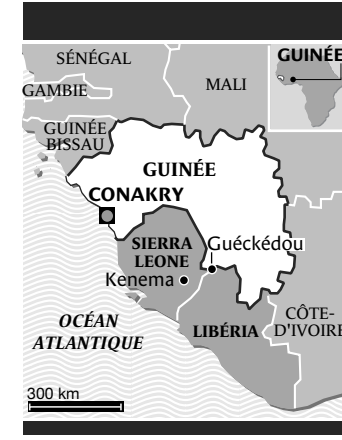 SÉNÉGAL
GUINÉE
GAMBIE
MALI
GUINÉE
BISSAU
GUINÉE
CONAKRY
SIERRA
LEONE
Guéckédou
Kenema
OCÉAN
ATLANTIQUE
LIBÉRIA
CÔTE-
D'IVOIRE
300 km